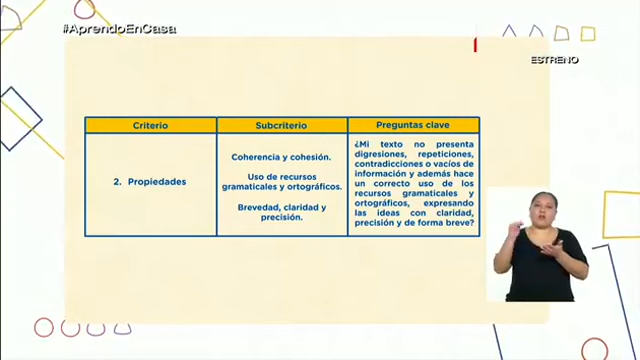 #AprendoEnCasa
ESTRENO
Criterio
Subcriterio
Preguntas clave
2. Propiedades
Coherencia y cohesión.
Uso de recursos
gramaticales y ortográficos.
Brevedad, claridad y
precisión.
¿Mi texto no presenta
digresiones, repeticiones,
contradicciones o vacíos de
información y además hace
un correcto uso de los
recursos gramaticales y
ortográficos, expresando
las ideas con claridad,
precisión y de forma breve?